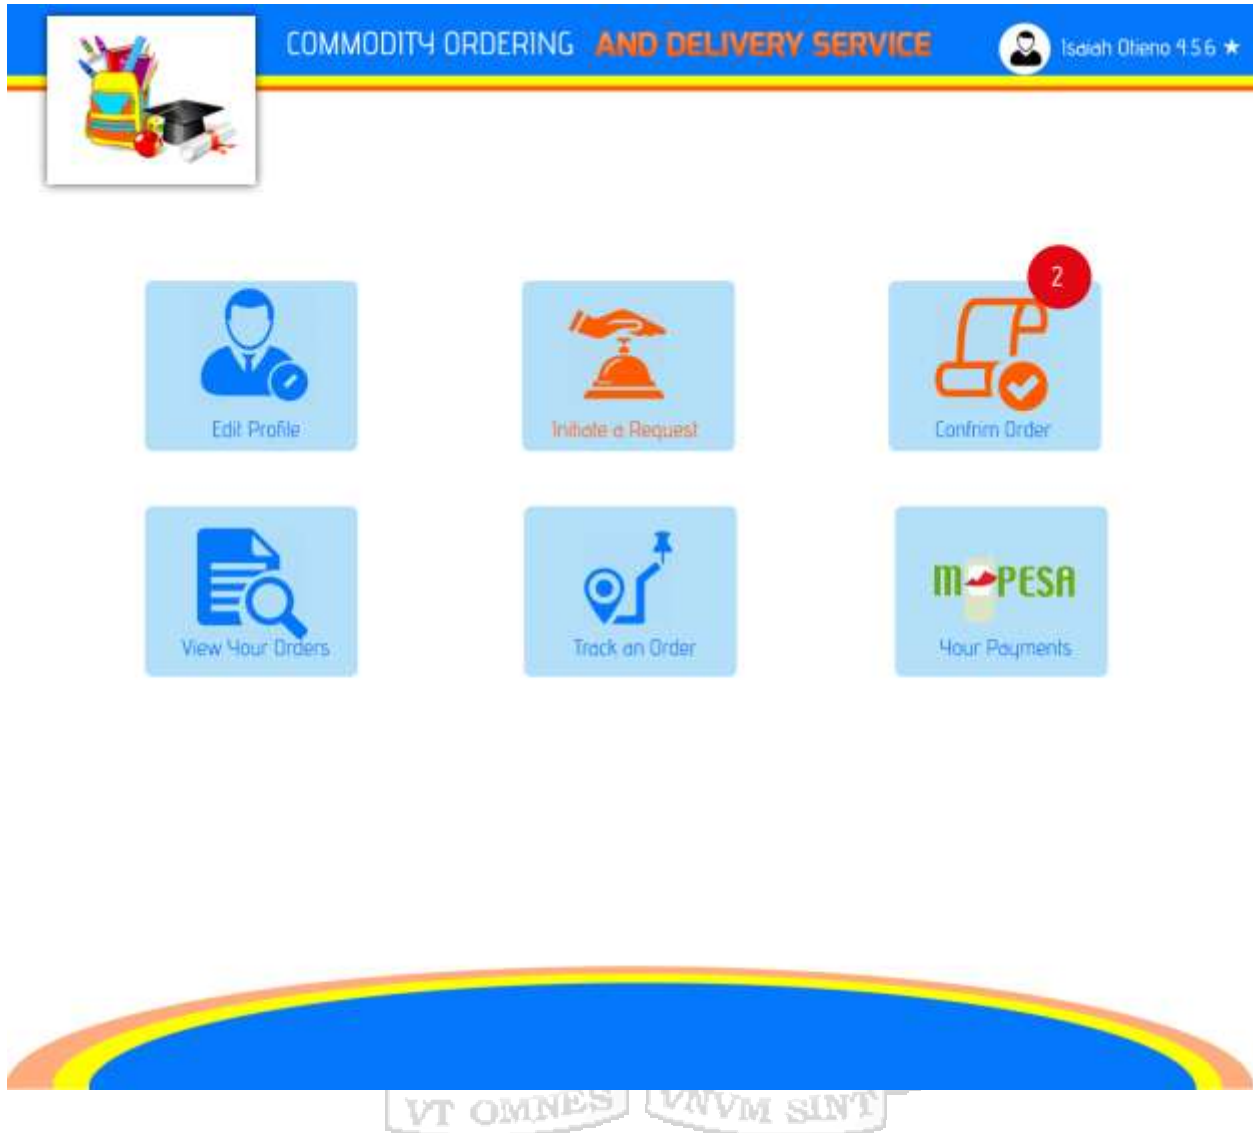 COMMODITY ORDERING AND DELIVERY SERVICE
Isaiah Otieno 4.5.6 ★
2
Edit Profile
Initiate a Request
Confrim Order
M-PESA
View Your Orders
Track an Order
Your Payments
VT OMNES VNVM SINT